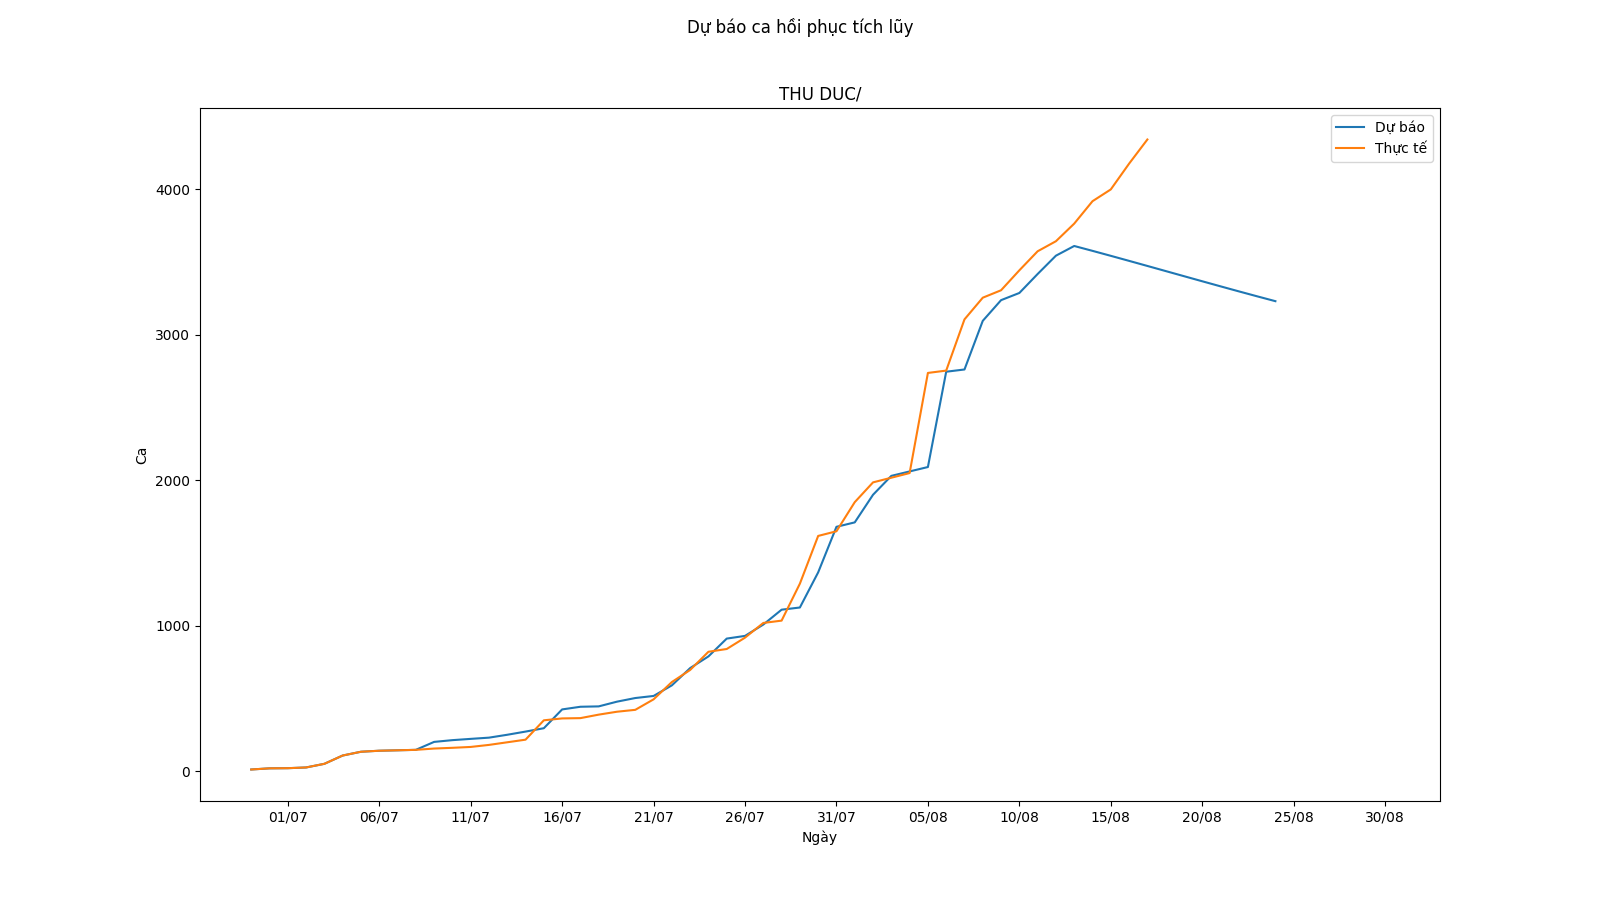 Dự báo ca hồi phục tích lũy
THU DUC/
Dự báo
Thực tế
Ca
4000
3000
2000
1000
0
01/07 06/07 11/07 16/07 21/07 26/07 31/07 05/08 10/08 15/08 20/08 25/08 30/08
Ngày